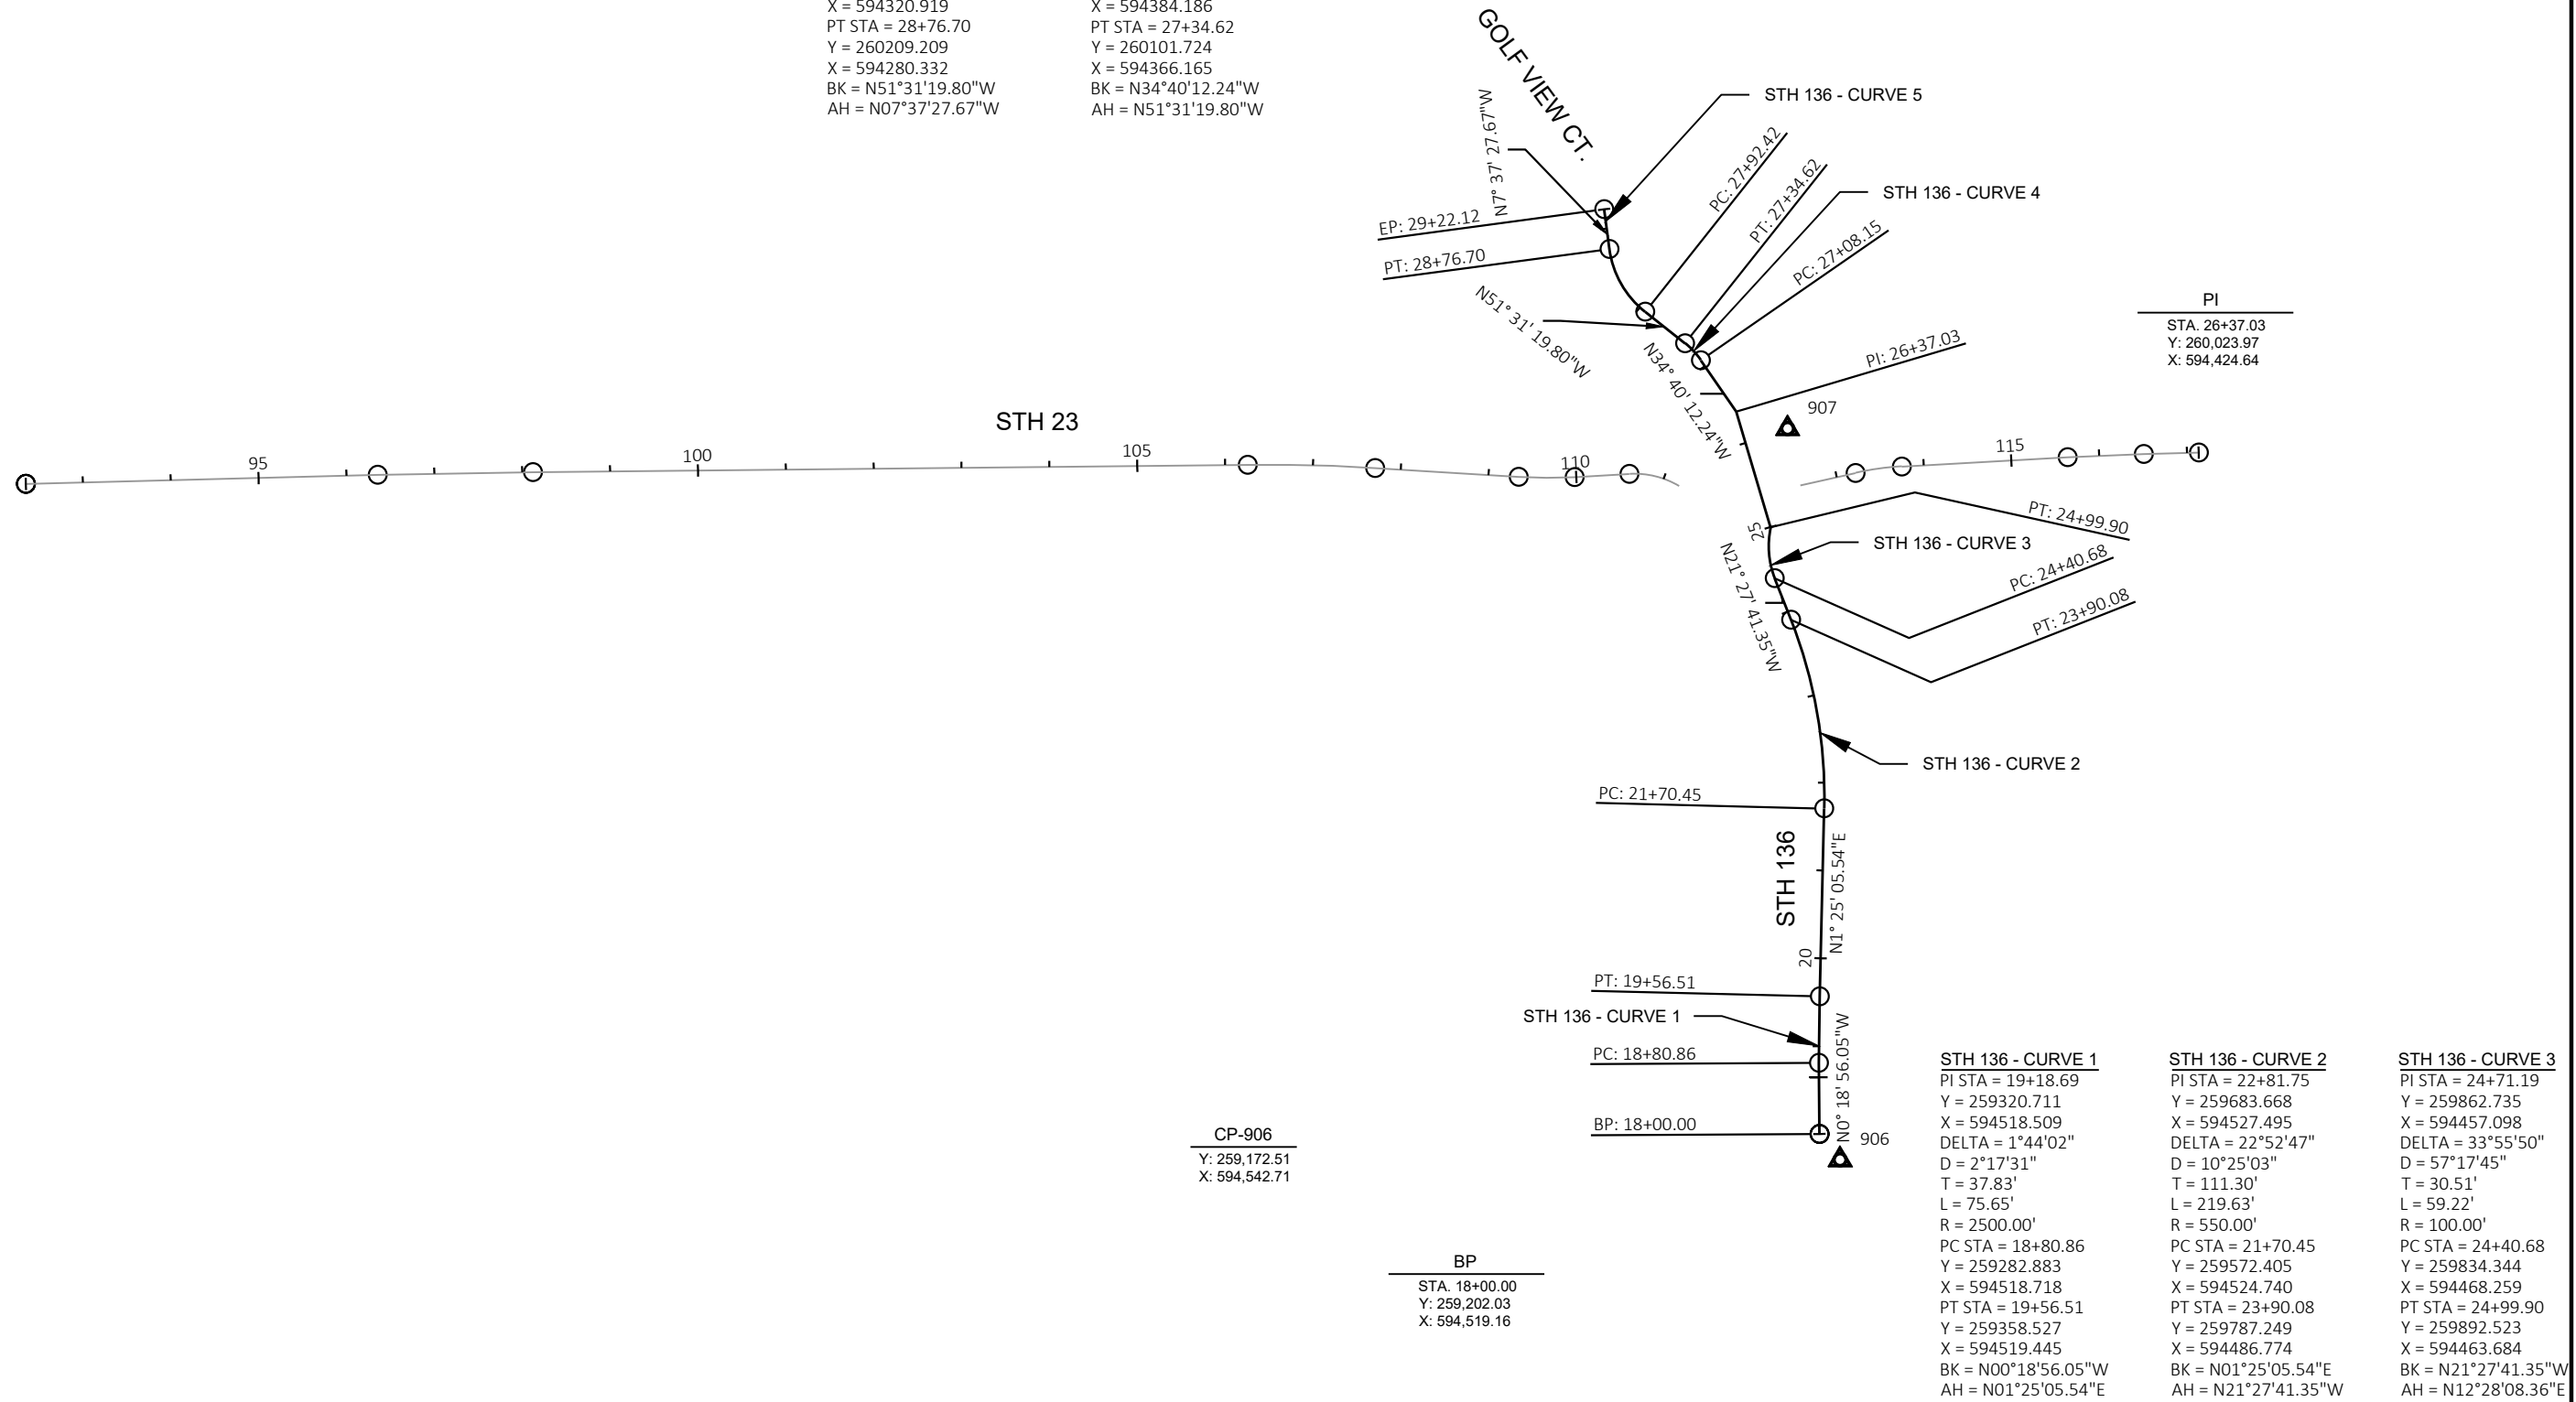 X = 594320.919
PT STA = 28+76.70
Y = 260209.209
X = 594280.332
BK = N51°31'19.80"W
AH = N07°37'27.67"W
X = 594384.186
PT STA = 27+34.62
Y = 260101.724
X = 594366.165
BK = N34°40'12.24"W
AH = N51°31'19.80"W
GOLF VIEW CT.
N7° 37' 27.67"W
STH 136 - CURVE 5
PC: 27+92.42
PT: 27+34.62
STH 136 - CURVE 4
PC: 27+08.15
EP: 29+22.12
PT: 28+76.70
N51° 31' 19.80"W
N34° 40' 12.24"W
PI: 26+37.03
PI
STA. 26+37.03
Y: 260,023.97
X: 594,424.64
907
STH 23
95
100
105
110
115
25
PT: 24+99.90
STH 136 - CURVE 3
PC: 24+40.68
N21° 27' 41.35"W
PT: 23+90.08
STH 136 - CURVE 2
PC: 21+70.45
STH 136
N1° 25' 05.54"E
20
PT: 19+56.51
STH 136 - CURVE 1
PC: 18+80.86
N0° 18' 56.05"W
BP: 18+00.00
906
CP-906
Y: 259,172.51
X: 594,542.71
BP
STA. 18+00.00
Y: 259,202.03
X: 594,519.16
STH 136 - CURVE 1
PI STA = 19+18.69
Y = 259320.711
X = 594518.509
DELTA = 1°44'02"
D = 2°17'31"
T = 37.83'
L = 75.65'
R = 2500.00'
PC STA = 18+80.86
Y = 259282.883
X = 594518.718
PT STA = 19+56.51
Y = 259358.527
X = 594519.445
BK = N00°18'56.05"W
AH = N01°25'05.54"E
STH 136 - CURVE 2
PI STA = 22+81.75
Y = 259683.668
X = 594527.495
DELTA = 22°52'47"
D = 10°25'03"
T = 111.30'
L = 219.63'
R = 550.00'
PC STA = 21+70.45
Y = 259572.405
X = 594524.740
PT STA = 23+90.08
Y = 259787.249
X = 594486.774
BK = N01°25'05.54"E
AH = N21°27'41.35"W
STH 136 - CURVE 3
PI STA = 24+71.19
Y = 259862.735
X = 594457.098
DELTA = 33°55'50"
D = 57°17'45"
T = 30.51'
L = 59.22'
R = 100.00'
PC STA = 24+40.68
Y = 259834.344
X = 594468.259
PT STA = 24+99.90
Y = 259892.523
X = 594463.684
BK = N21°27'41.35"W
AH = N12°28'08.36"E